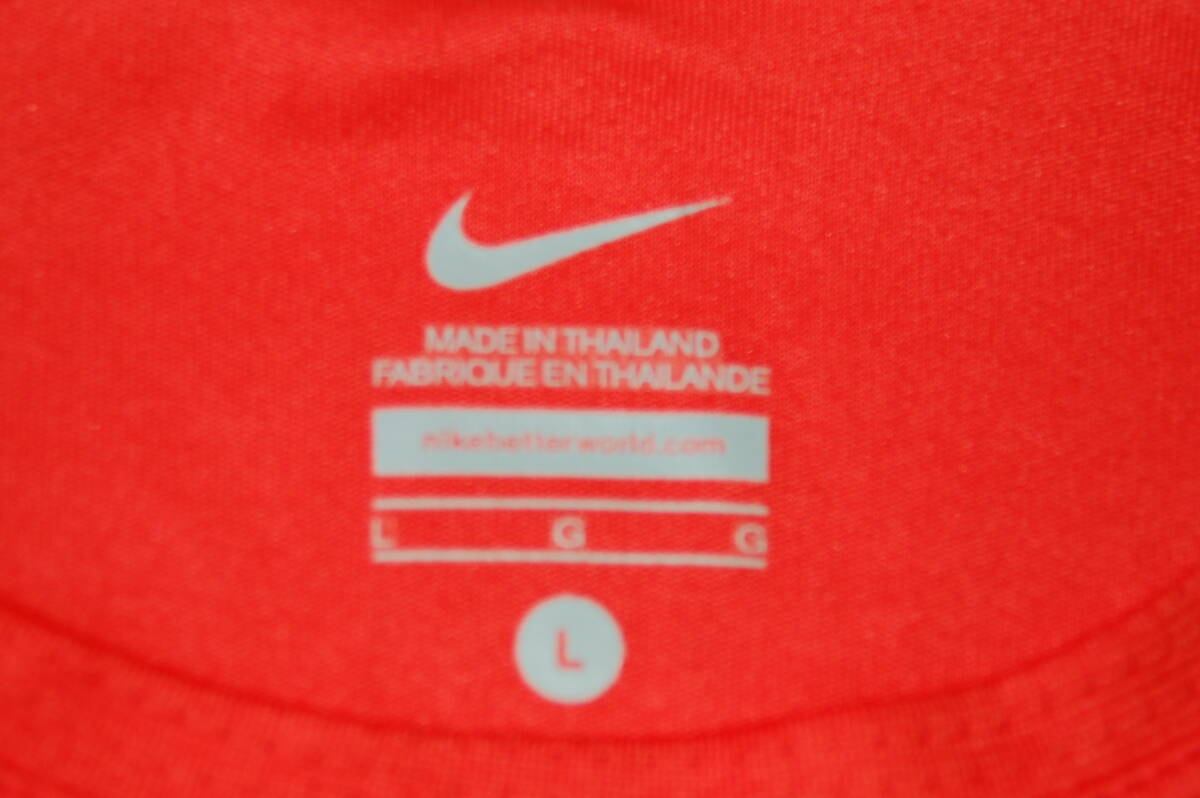 MADE IN THAILAND
FABRIQUE EN THAILANDE
nikebetterworld.com
L G G
L